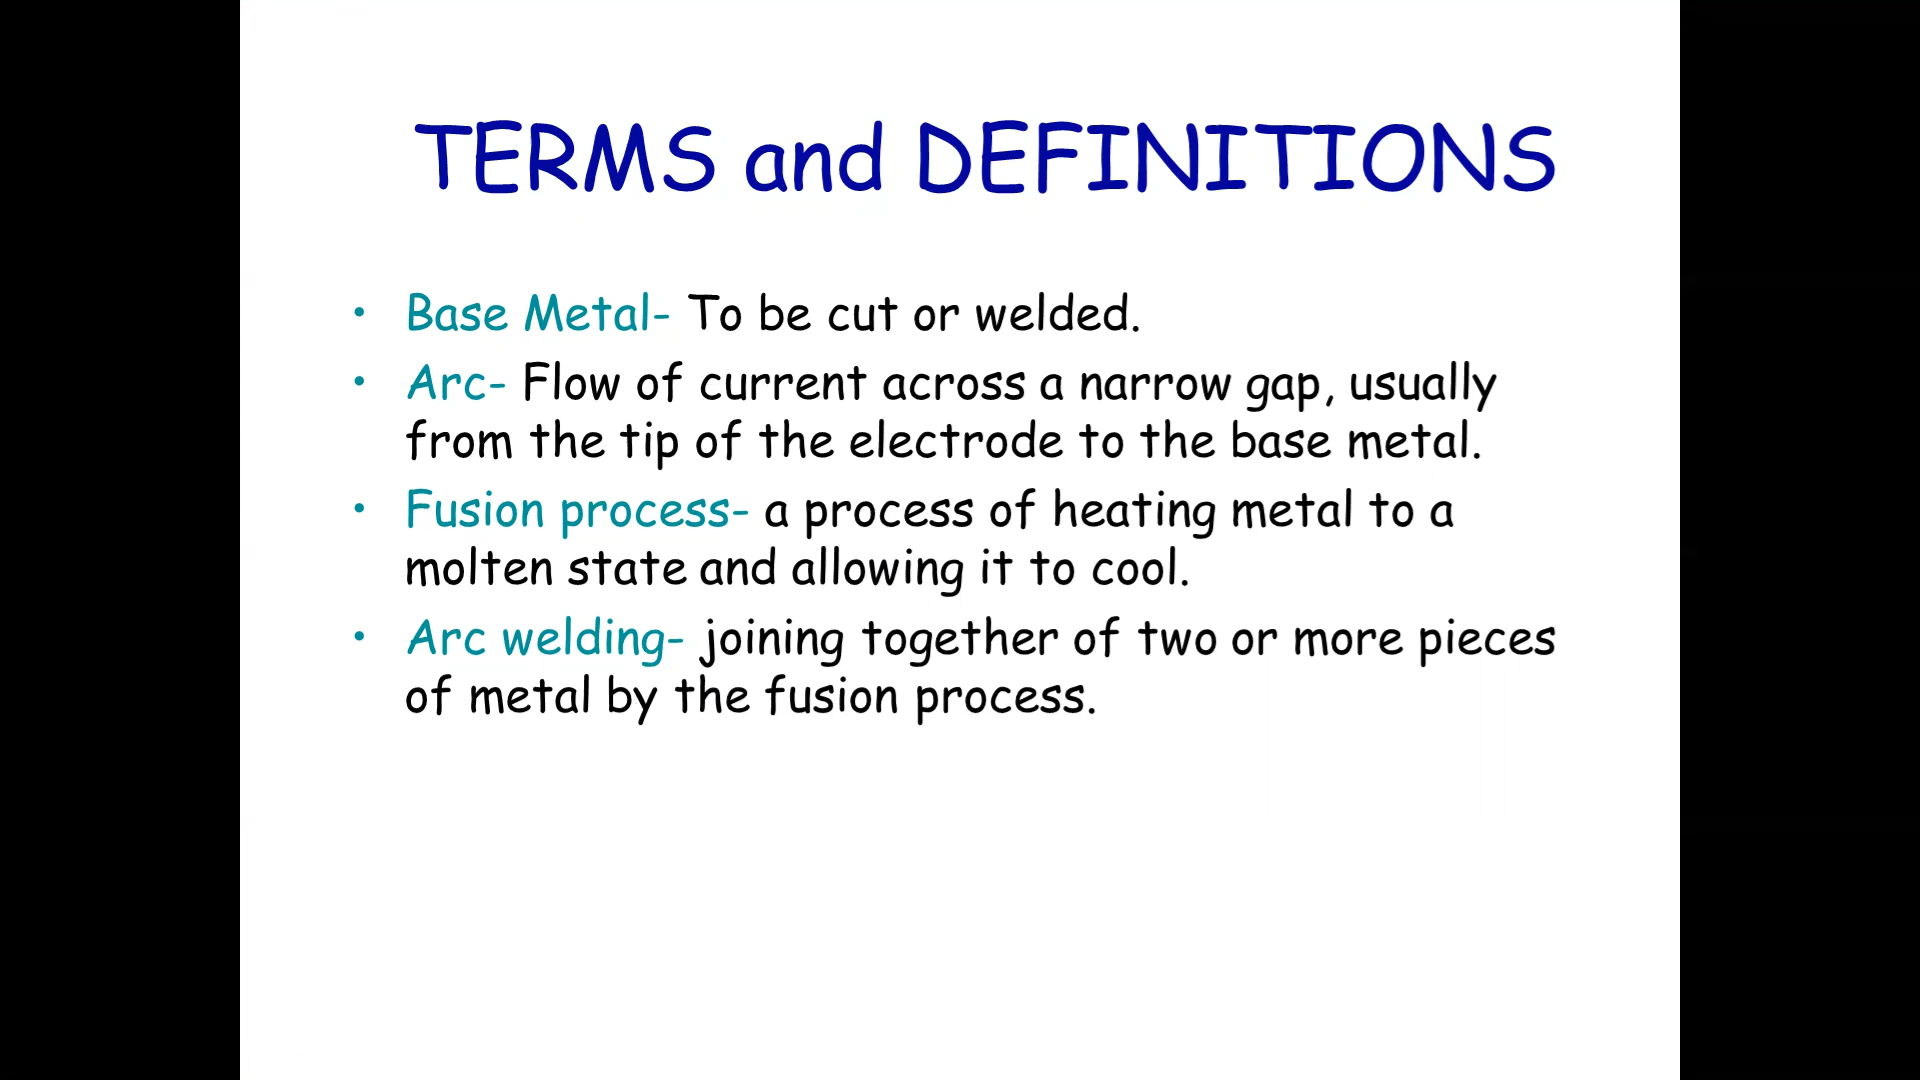 TERMS and DEFINITIONS
• Base Metal- To be cut or welded.
• Arc- Flow of current across a narrow gap, usually
from the tip of the electrode to the base metal.
• Fusion process- a process of heating metal to a
molten state and allowing it to cool.
• Arc welding- joining together of two or more pieces
of metal by the fusion process.